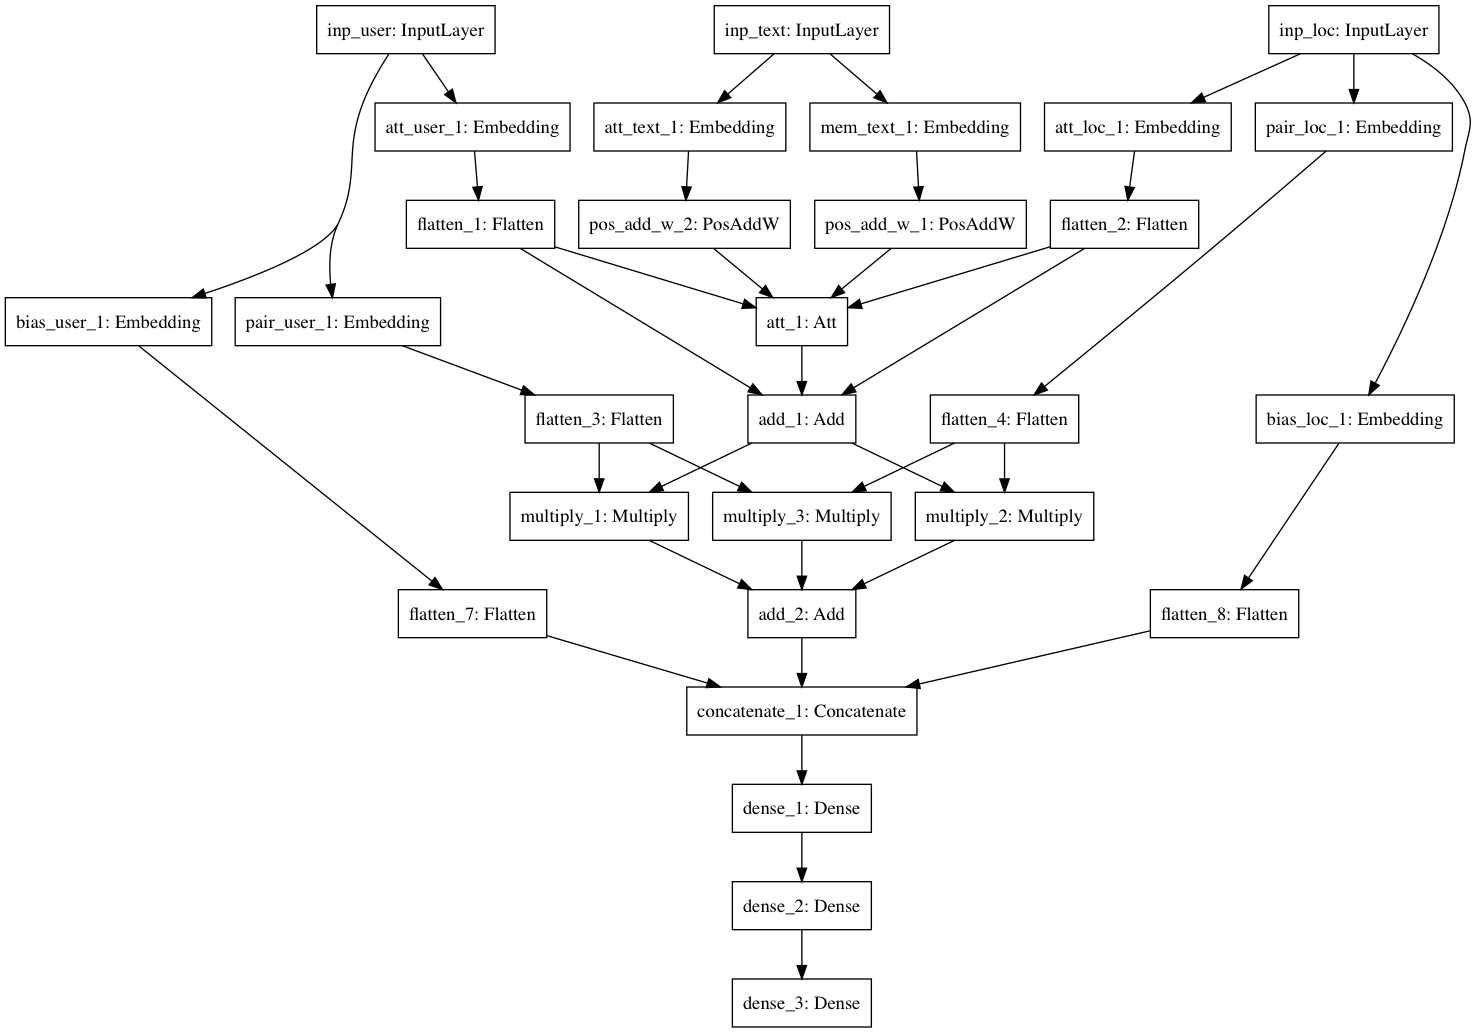 inp_user: InputLayer
inp_text: InputLayer
inp_loc: InputLayer
att_user_1: Embedding
att_text_1: Embedding
mem_text_1: Embedding
att_loc_1: Embedding
pair_loc_1: Embedding
flatten_1: Flatten
pos_add_w_2: PosAddW
pos_add_w_1: PosAddW
flatten_2: Flatten
bias_user_1: Embedding
pair_user_1: Embedding
att_1: Att
flatten_3: Flatten
add_1: Add
flatten_4: Flatten
bias_loc_1: Embedding
multiply_1: Multiply
multiply_3: Multiply
multiply_2: Multiply
flatten_7: Flatten
add_2: Add
flatten_8: Flatten
concatenate_1: Concatenate
dense_1: Dense
dense_2: Dense
dense_3: Dense